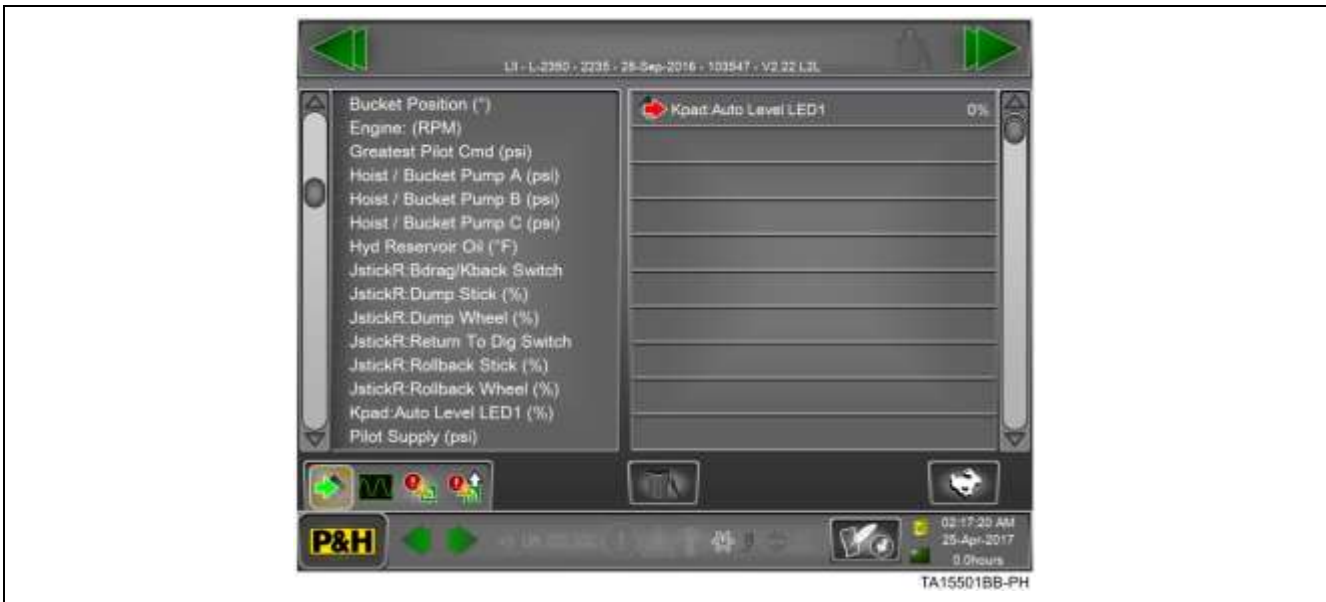 LII - L-2350 - 2235 - 28-Sep-2016 - 103547 - V2.22 L2L
Bucket Position (°)
Engine: (RPM)
Greatest Pilot Cmd (psi)
Hoist / Bucket Pump A (psi)
Hoist / Bucket Pump B (psi)
Hoist / Bucket Pump C (psi)
Hyd Reservoir Oil (°F)
JstickR:Bdrag/Kback Switch
JstickR:Dump Stick (%)
JstickR:Dump Wheel (%)
JstickR:Return To Dig Switch
JstickR:Rollback Stick (%)
JstickR:Rollback Wheel (%)
Kpad:Auto Level LED1 (%)
Pilot Supply (psi)
Kpad:Auto Level LED1 0%
P&H
02:17:20 AM
25-Apr-2017
0.0hours
TA15501BB-PH